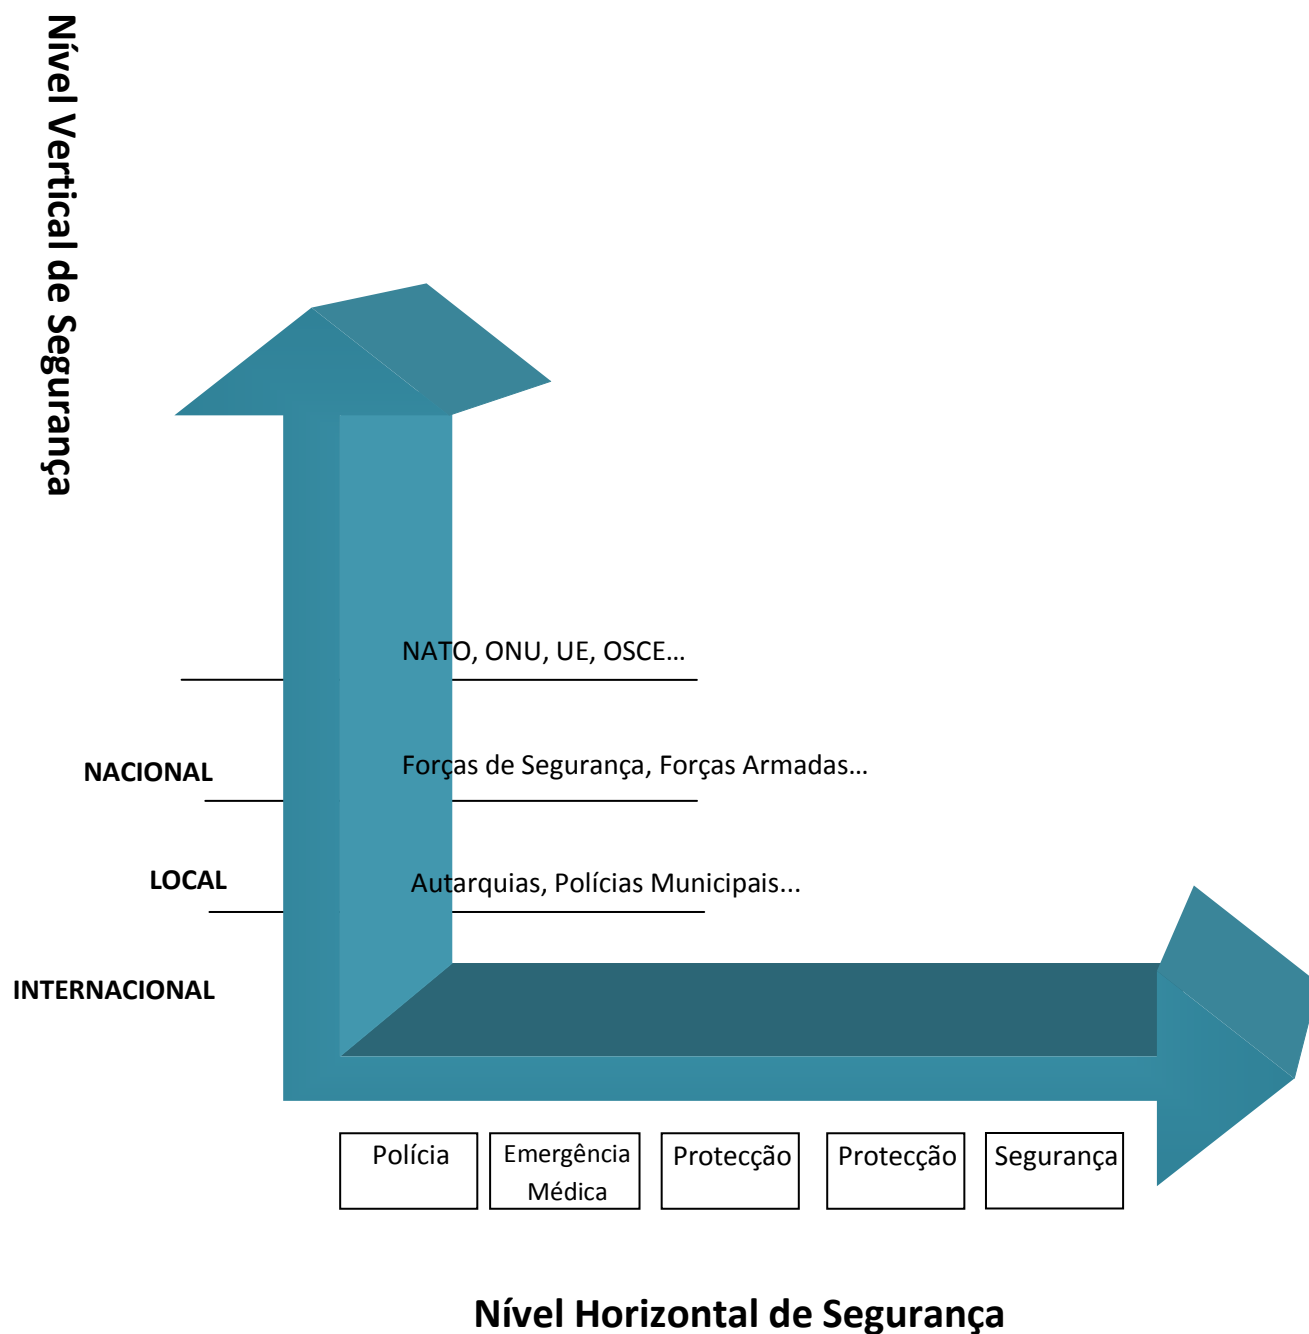 Nível Vertical de Segurança
NATO, ONU, UE, OSCE…
NACIONAL
Forças de Segurança, Forças Armadas…
LOCAL
Autarquias, Polícias Municipais...
INTERNACIONAL
Polícia
Emergência
Médica
Protecção
Protecção
Segurança
Nível Horizontal de Segurança